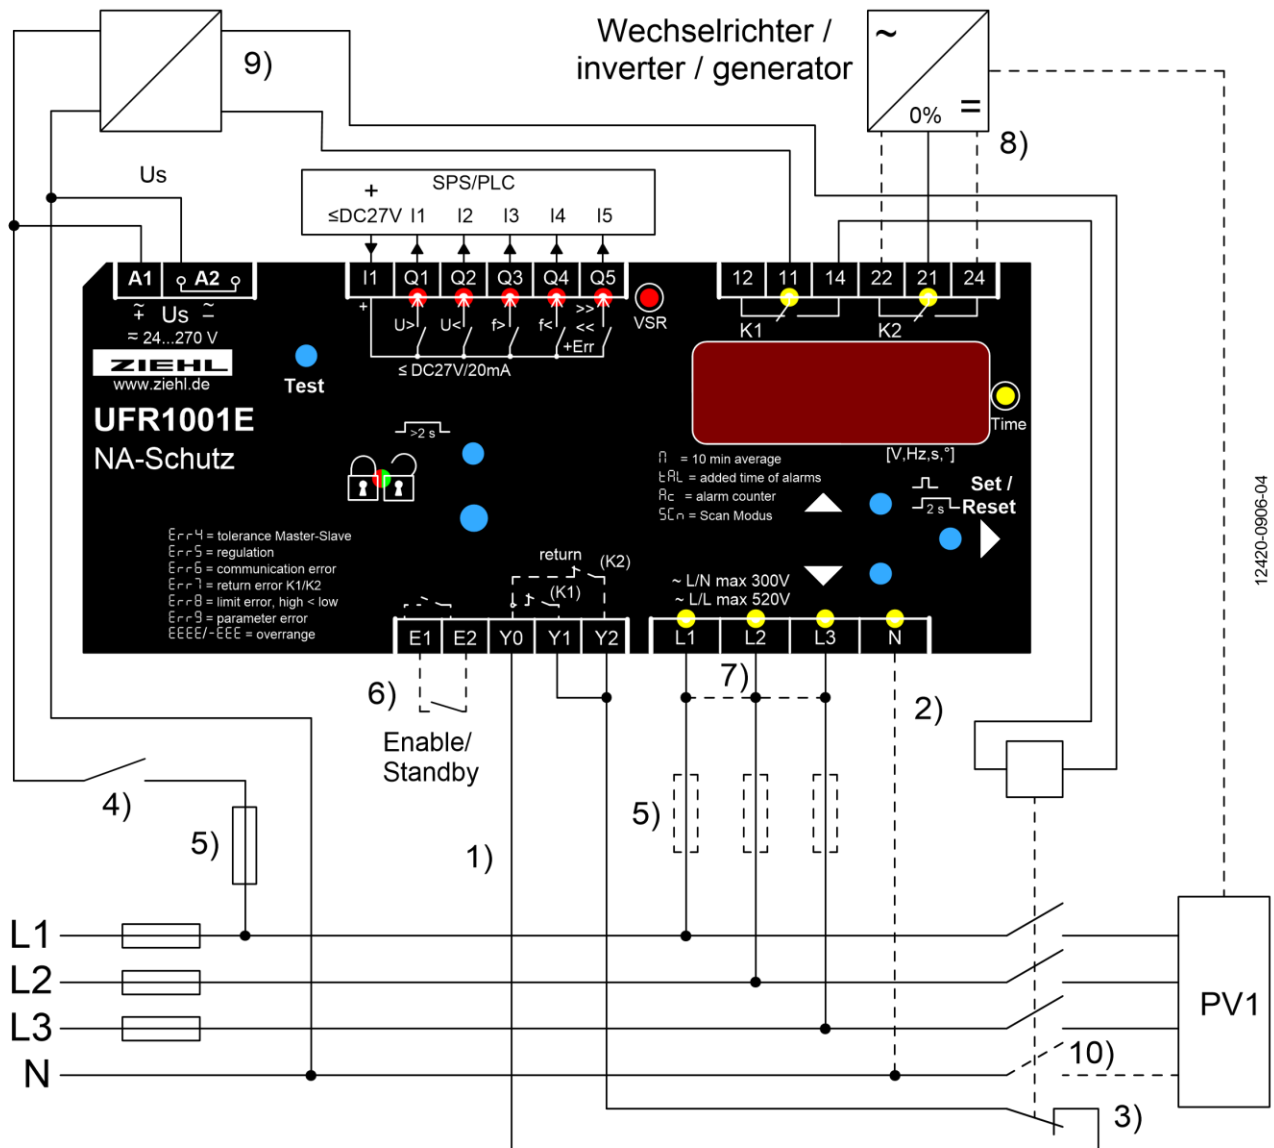 9)
Wechselrichter /
inverter / generator
~
0%
=
8)
Us
SPS/PLC
+
≤DC27V I1 I2 I3 I4 I5
A1 A2
I1 Q1 Q2 Q3 Q4 Q5
12 11 14 22 21 24
~ Us ~
+ −
≂ 24...270 V
+
U> U< f> f< >>
<<
+Err
VSR
K1 K2
≤ DC27V/20mA
ZIEHL
www.ziehl.de
Test
Time
UFR1001E
NA-Schutz
>2 s
[V,Hz,s,°]
n = 10 min average
tAL = added time of alarms
Ac = alarm counter
SCn = Scan Modus
Set /
Reset
2 s
Err4 = tolerance Master-Slave
Err5 = regulation
Err6 = communication error
Err7 = return error K1/K2
Err8 = limit error, high < low
Err9 = parameter error
EEEE/-EEE = overrange
return
(K2)
(K1)
~ L/N max 300V
~ L/L max 520V
E1 E2 Y0 Y1 Y2
L1 L2 L3 N
12420-0906-04
6)
7)
2)
Enable/
Standby
4)
5)
1)
5)
L1
L2
L3
N
PV1
10)
3)